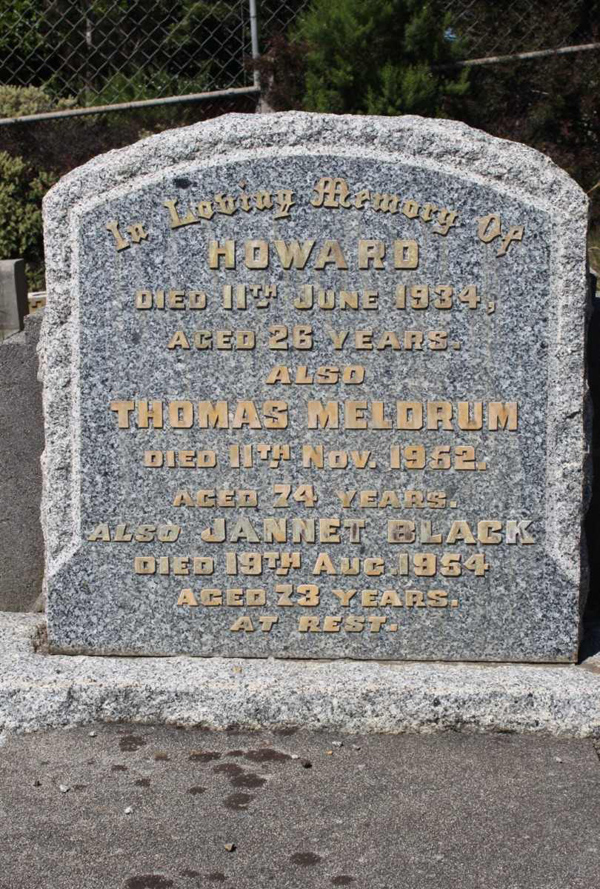 In Loving Memory Of
HOWARD
DIED 11TH JUNE 1934,
AGED 26 YEARS.
ALSO
THOMAS MELDRUM
DIED 11TH NOV. 1952.
AGED 74 YEARS.
ALSO JANNET BLACK
DIED 19TH AUG. 1954
AGED 73 YEARS.
AT REST.